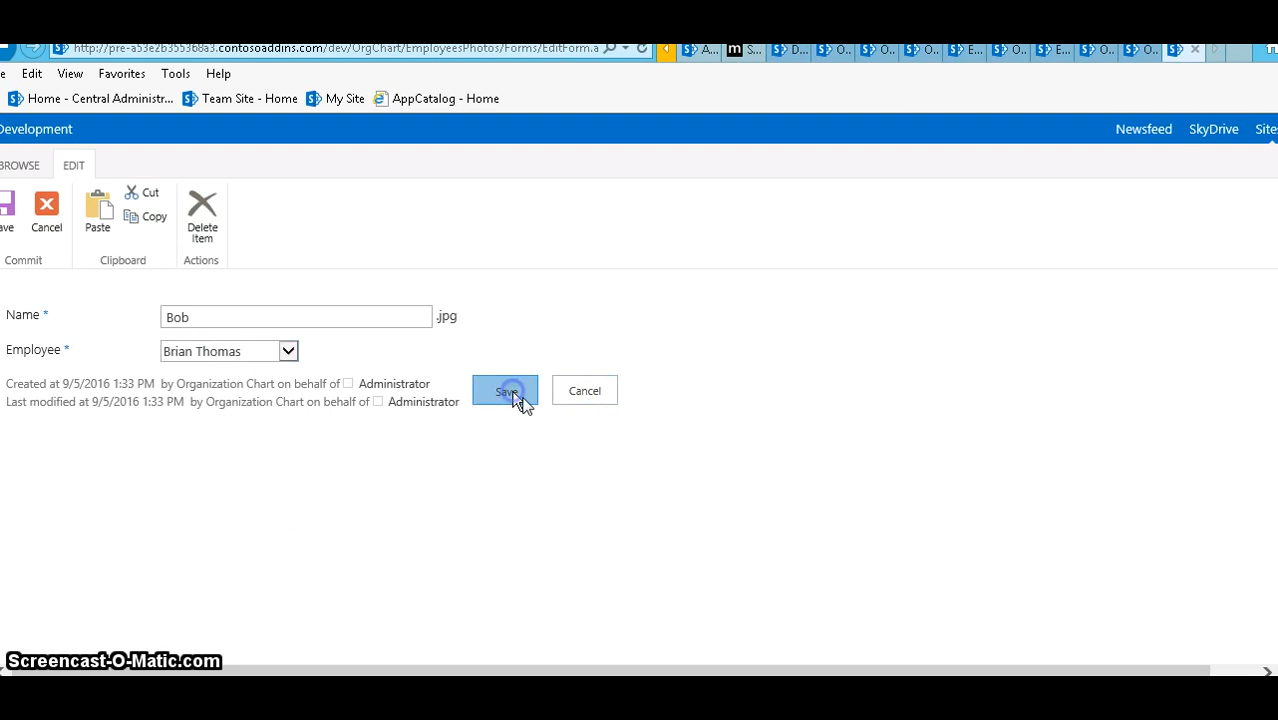 http://pre-a53e2b355368a3.contosoaddins.com/dev/OrgChart/EmployeesPhotos/Forms/EditForm.a
A.. S... D... O.. O.. O.. E... O.. E... O.. O..
Edit View Favorites Tools Help
Home - Central Administr... Team Site - Home My Site AppCatalog - Home
Development Newsfeed SkyDrive Site
BROWSE EDIT
ave Cancel Paste Cut Copy Delete Item
Commit Clipboard Actions
Name * Bob .jpg
Employee * Brian Thomas
Created at 9/5/2016 1:33 PM by Organization Chart on behalf of Administrator
Last modified at 9/5/2016 1:33 PM by Organization Chart on behalf of Administrator
Save Cancel
Screencast-O-Matic.com